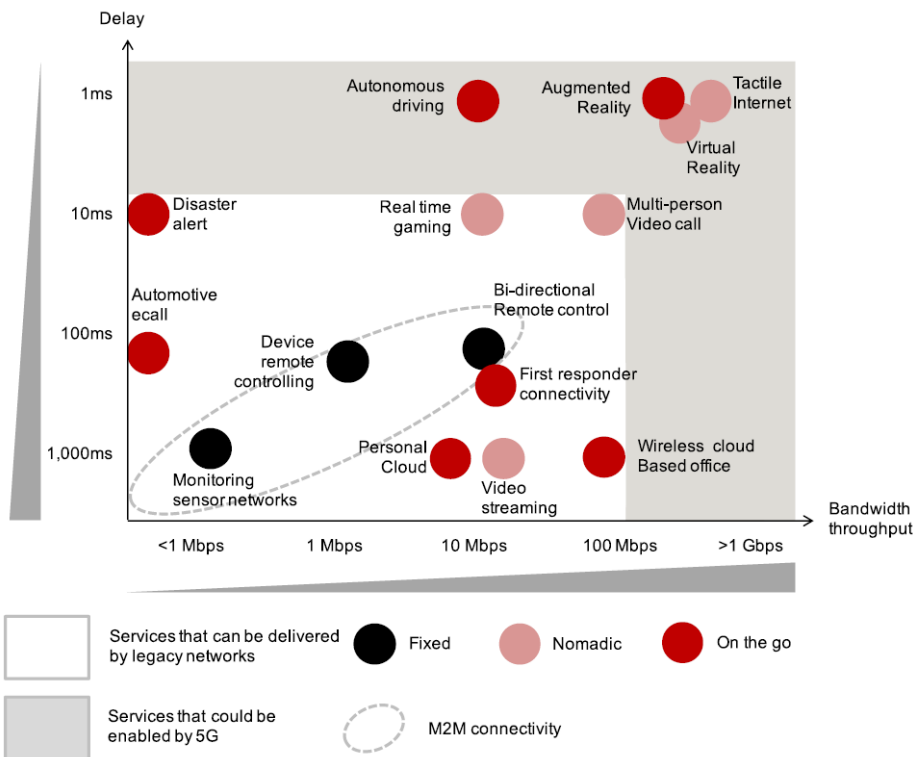 Delay
1ms
Autonomous
driving
Augmented
Reality
Tactile
Internet
Virtual
Reality
10ms
Disaster
alert
Real time
gaming
Multi-person
Video call
Automotive
ecall
Bi-directional
Remote control
100ms
Device
remote
controlling
First responder
connectivity
1,000ms
Monitoring
sensor networks
Personal
Cloud
Video
streaming
Wireless cloud
Based office
Bandwidth
throughput
<1 Mbps
1 Mbps
10 Mbps
100 Mbps
>1 Gbps
Services that can be delivered
by legacy networks
Fixed
Nomadic
On the go
Services that could be
enabled by 5G
M2M connectivity